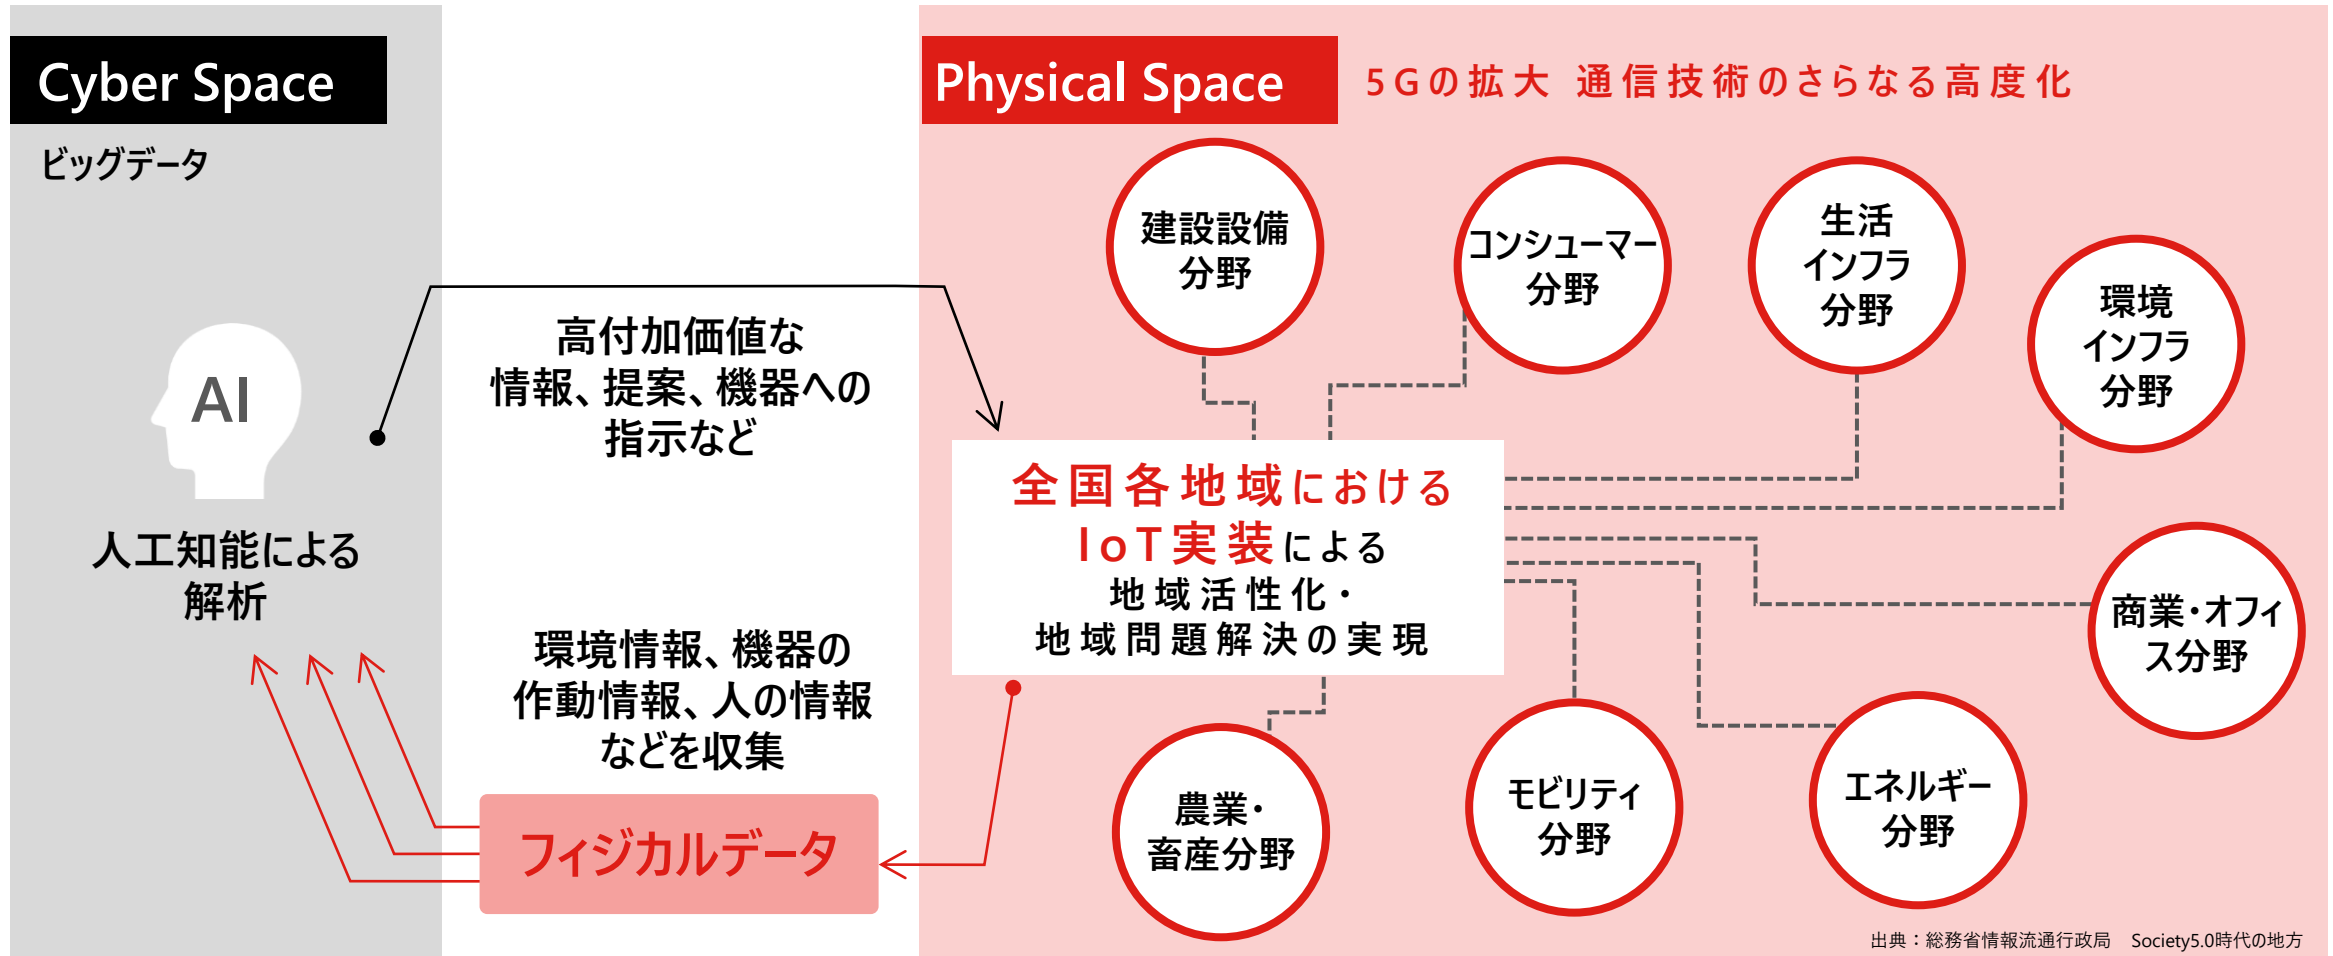 Cyber Space
ビッグデータ
AI
人工知能による
解析
高付加価値な
情報、提案、機器への
指示など
環境情報、機器の
作動情報、人の情報
などを収集
フィジカルデータ
Physical Space
5Gの拡大 通信技術のさらなる高度化
建設設備
分野
コンシューマー
分野
生活
インフラ
分野
環境
インフラ
分野
全国各地域における
IoT実装による
地域活性化・
地域問題解決の実現
商業・オフィ
ス分野
農業・
畜産分野
モビリティ
分野
エネルギー
分野
出典：総務省情報流通行政局　Society5.0時代の地方